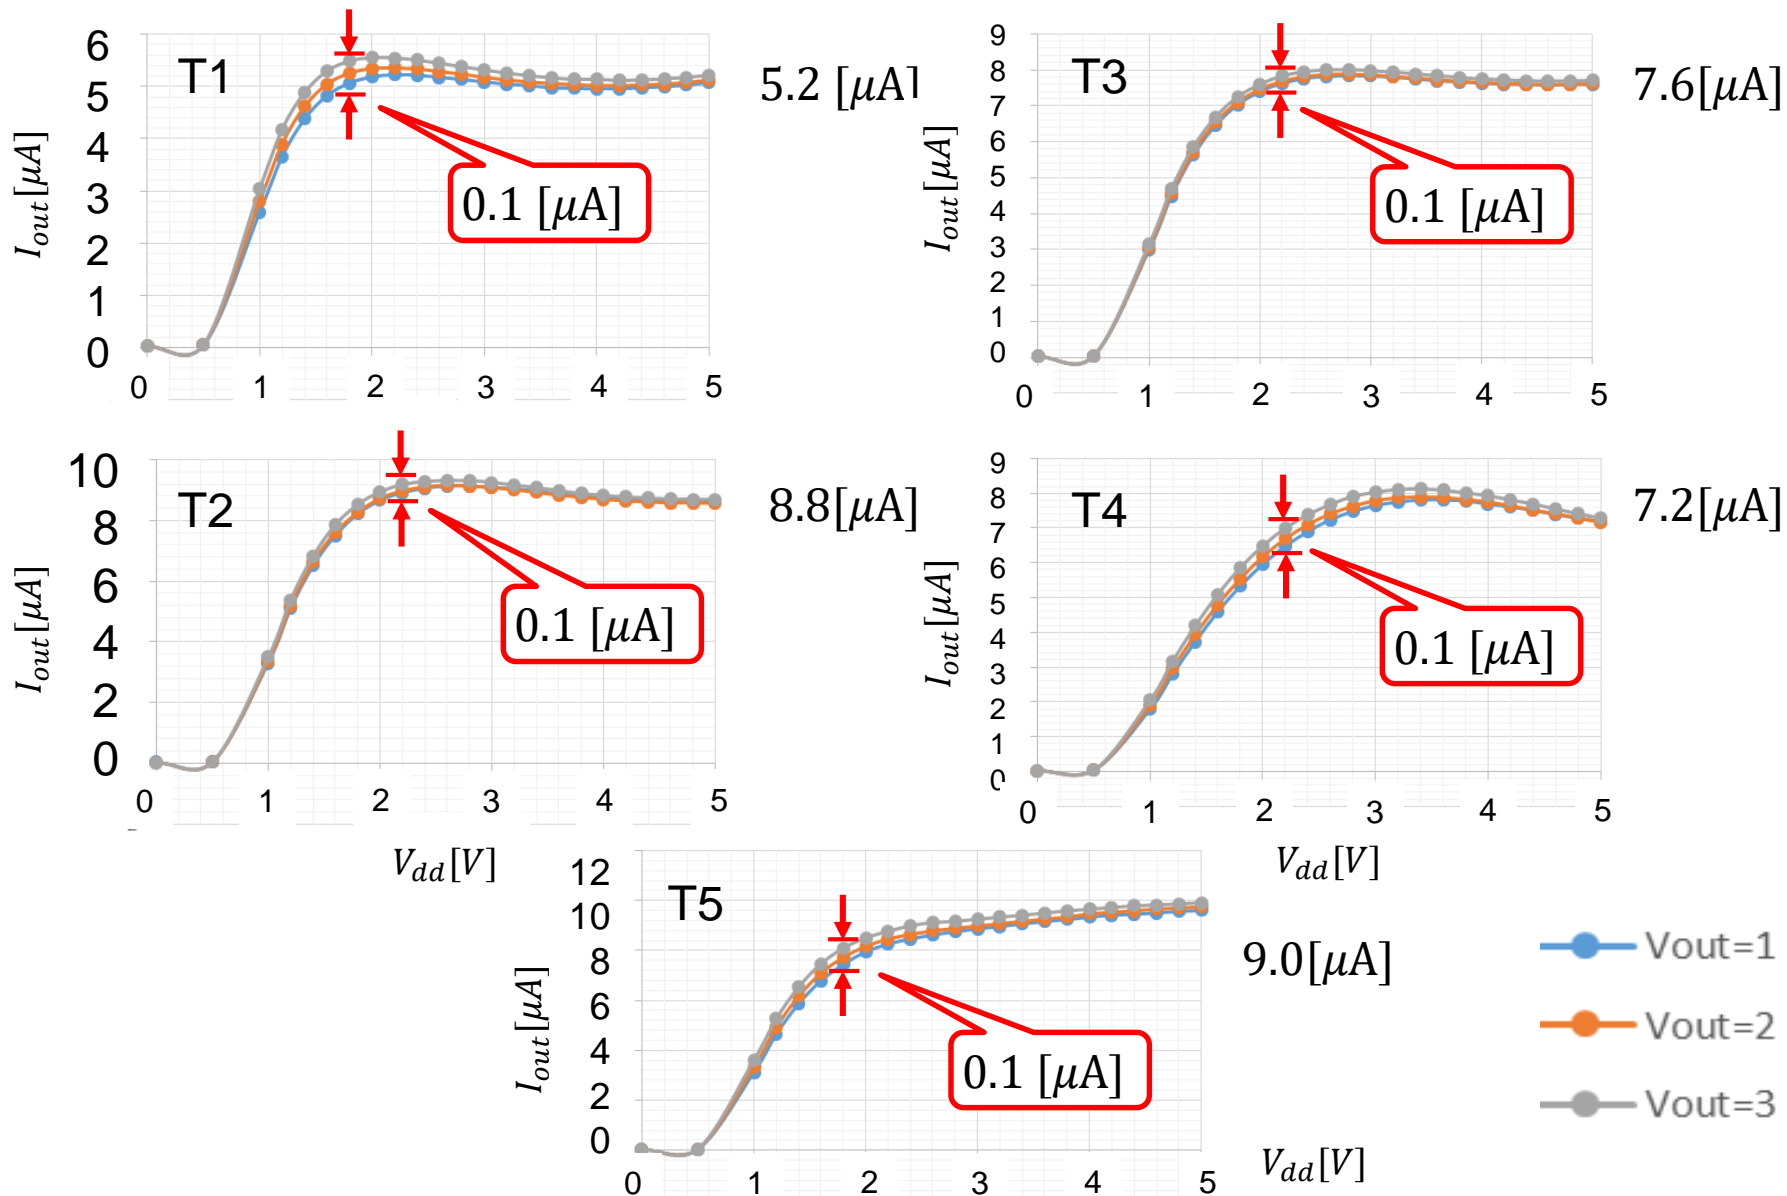 T1
I_out [μA]
6
5
4
3
2
1
0
0 1 2 3 4 5
0.1 [μA]
5.2 [μA]
T3
I_out [μA]
9
8
7
6
5
4
3
2
1
0
0 1 2 3 4 5
0.1 [μA]
7.6[μA]
T2
I_out [μA]
10
8
6
4
2
0
0 1 2 3 4 5
V_dd [V]
0.1 [μA]
8.8[μA]
T4
I_out [μA]
9
8
7
6
5
4
3
2
1
0
0 1 2 3 4 5
V_dd [V]
0.1 [μA]
7.2[μA]
T5
I_out [μA]
12
10
8
6
4
2
0
0 1 2 3 4 5
V_dd [V]
0.1 [μA]
9.0[μA]
Vout=1
Vout=2
Vout=3